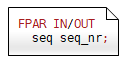 FPAR IN/OUT
seq seq_nr;